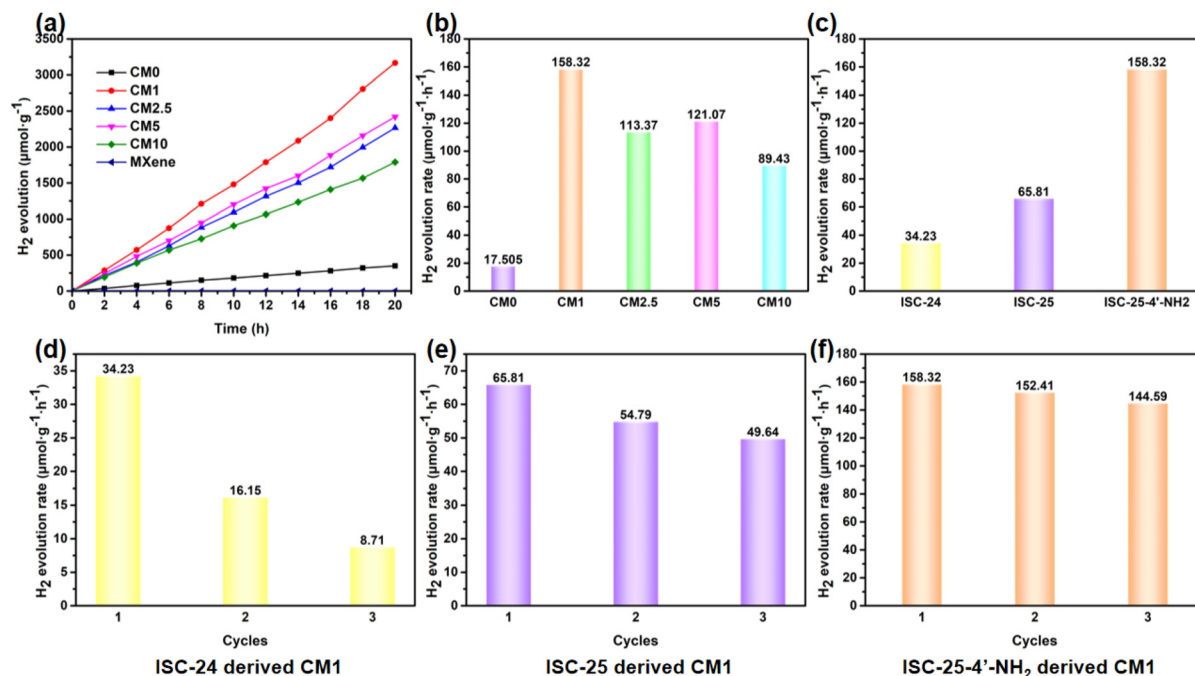 (a)
H2 evolution (μmol·g⁻¹)
3500
3000
2500
2000
1500
1000
500
0
CM0
CM1
CM2.5
CM5
CM10
MXene
0 2 4 6 8 10 12 14 16 18 20
Time (h)
(b)
H2 evolution rate (μmol·g⁻¹·h⁻¹)
180
160
140
120
100
80
60
40
20
0
17.505
158.32
113.37
121.07
89.43
CM0 CM1 CM2.5 CM5 CM10
(c)
H2 evolution rate (μmol·g⁻¹·h⁻¹)
180
160
140
120
100
80
60
40
20
0
34.23
65.81
158.32
ISC-24 ISC-25 ISC-25-4'-NH2
(d)
H2 evolution rate (μmol·g⁻¹·h⁻¹)
35
30
25
20
15
10
5
0
34.23
16.15
8.71
1 2 3
Cycles
ISC-24 derived CM1
(e)
H2 evolution rate (μmol·g⁻¹·h⁻¹)
70
60
50
40
30
20
10
0
65.81
54.79
49.64
1 2 3
Cycles
ISC-25 derived CM1
(f)
H2 evolution rate (μmol·g⁻¹·h⁻¹)
180
160
140
120
100
80
60
40
20
0
158.32
152.41
144.59
1 2 3
Cycles
ISC-25-4'-NH₂ derived CM1